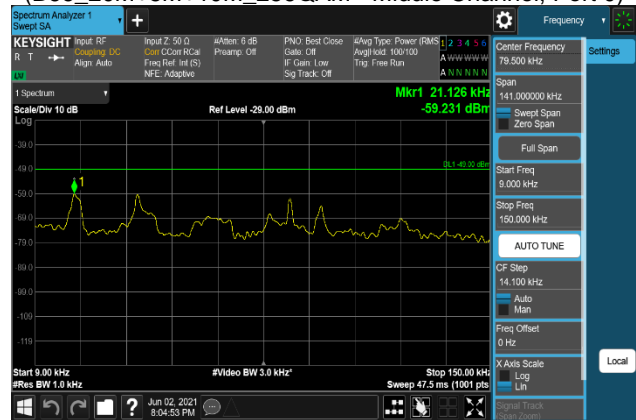 Spectrum Analyzer 1
Swept SA
Frequency
KEYSIGHT
R T
Input: RF
Coupling: DC
Align: Auto
Input Z: 50 Ω
Corr CCorr RCal
Freq Ref: Int (S)
NFE: Adaptive
#Atten: 6 dB
Preamp: Off
PNO: Best Close
Gate: Off
IF Gain: Low
Sig Track: Off
#Avg Type: Power (RMS
Avg|Hold: 100/100
Trig: Free Run
1 2 3 4 5 6
A W W W W W
A N N N N N
LW
1 Spectrum
Scale/Div 10 dB
Log
Ref Level -29.00 dBm
Mkr1 21.126 kHz
-59.231 dBm
-39.0
-49.0
-59.0
-69.0
-79.0
-89.0
-99.0
-109
-119
DL1 -49.00 dBm
1
Start 9.00 kHz
#Res BW 1.0 kHz
#Video BW 3.0 kHz*
Stop 150.00 kHz
Sweep 47.5 ms (1001 pts
Jun 02, 2021
8:04:53 PM
Center Frequency
79.500 kHz
Settings
Span
141.000000 kHz
Swept Span
Zero Span
Full Span
Start Freq
9.000 kHz
Stop Freq
150.000 kHz
AUTO TUNE
CF Step
14.100 kHz
Auto
Man
Freq Offset
0 Hz
X Axis Scale
Log
Lin
Local
Signal Track
(Span Zoom)